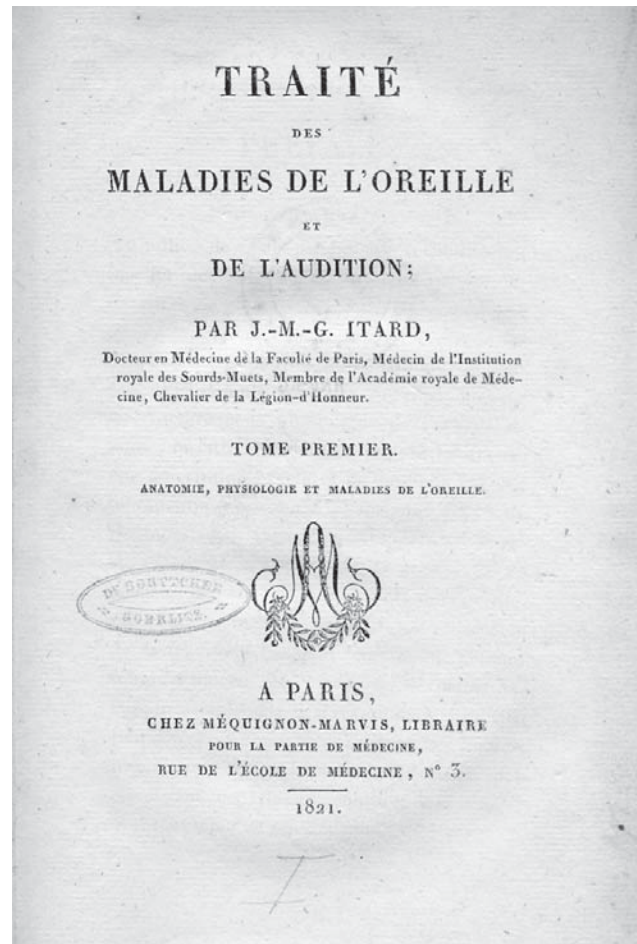 TRAITÉ
DES
MALADIES DE L'OREILLE
ET
DE L'AUDITION;
PAR J.-M.-G. ITARD,
Docteur en Médecine de la Faculté de Paris, Médecin de l'Institution
royale des Sourds-Muets, Membre de l'Académie royale de Méde-
cine, Chevalier de la Légion-d'Honneur.
TOME PREMIER.
ANATOMIE, PHYSIOLOGIE ET MALADIES DE L'OREILLE.
GOERLITZ.
A PARIS,
CHEZ MÉQUIGNON-MARVIS, LIBRAIRE
POUR LA PARTIE DE MÉDECINE,
RUE DE L'ÉCOLE DE MÉDECINE, N° 3.
1821.
I